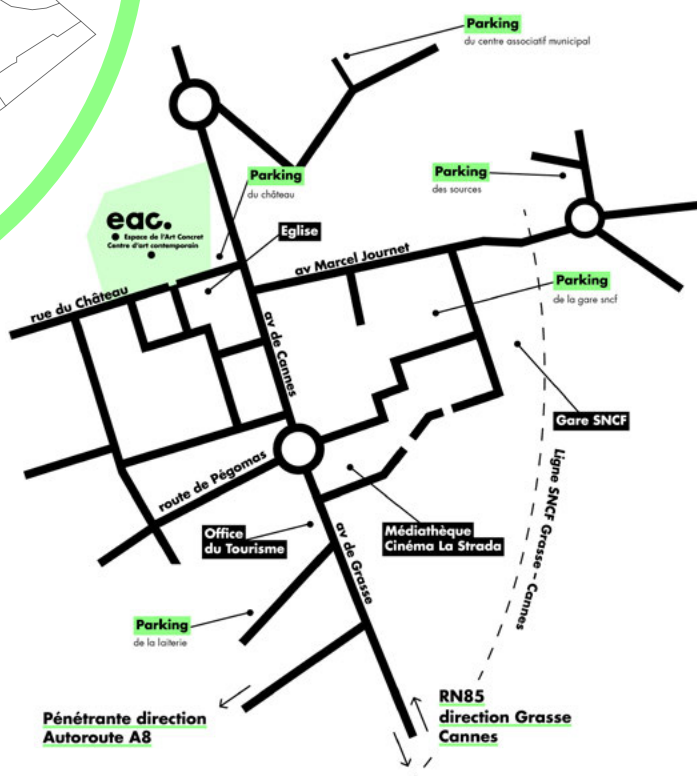 Parking
du centre associatif municipal
Parking
des sources
Parking
du château
eac.
Espace de l'Art Concret
Centre d'art contemporain
Eglise
av Marcel Journet
rue du Château
Parking
de la gare sncf
av de Cannes
Gare SNCF
route de Pégomas
Ligne SNCF Grasse - Cannes
Office
du Tourisme
Médiathèque
Cinéma La Strada
av de Grasse
Parking
de la laiterie
Pénétrante direction
Autoroute A8
RN85
direction Grasse
Cannes